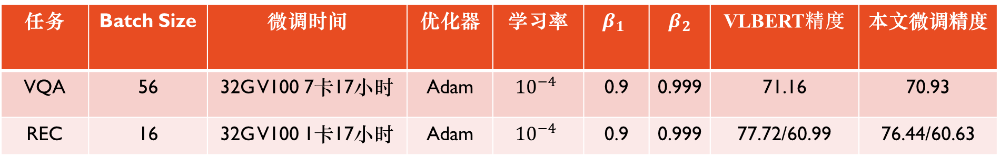 任务 Batch Size 微调时间 优化器 学习率 β₁ β₂ VLBERT精度 本文微调精度
VQA 56 32G V100 7卡17小时 Adam 10⁻⁴ 0.9 0.999 71.16 70.93
REC 16 32G V100 1卡17小时 Adam 10⁻⁴ 0.9 0.999 77.72/60.99 76.44/60.63